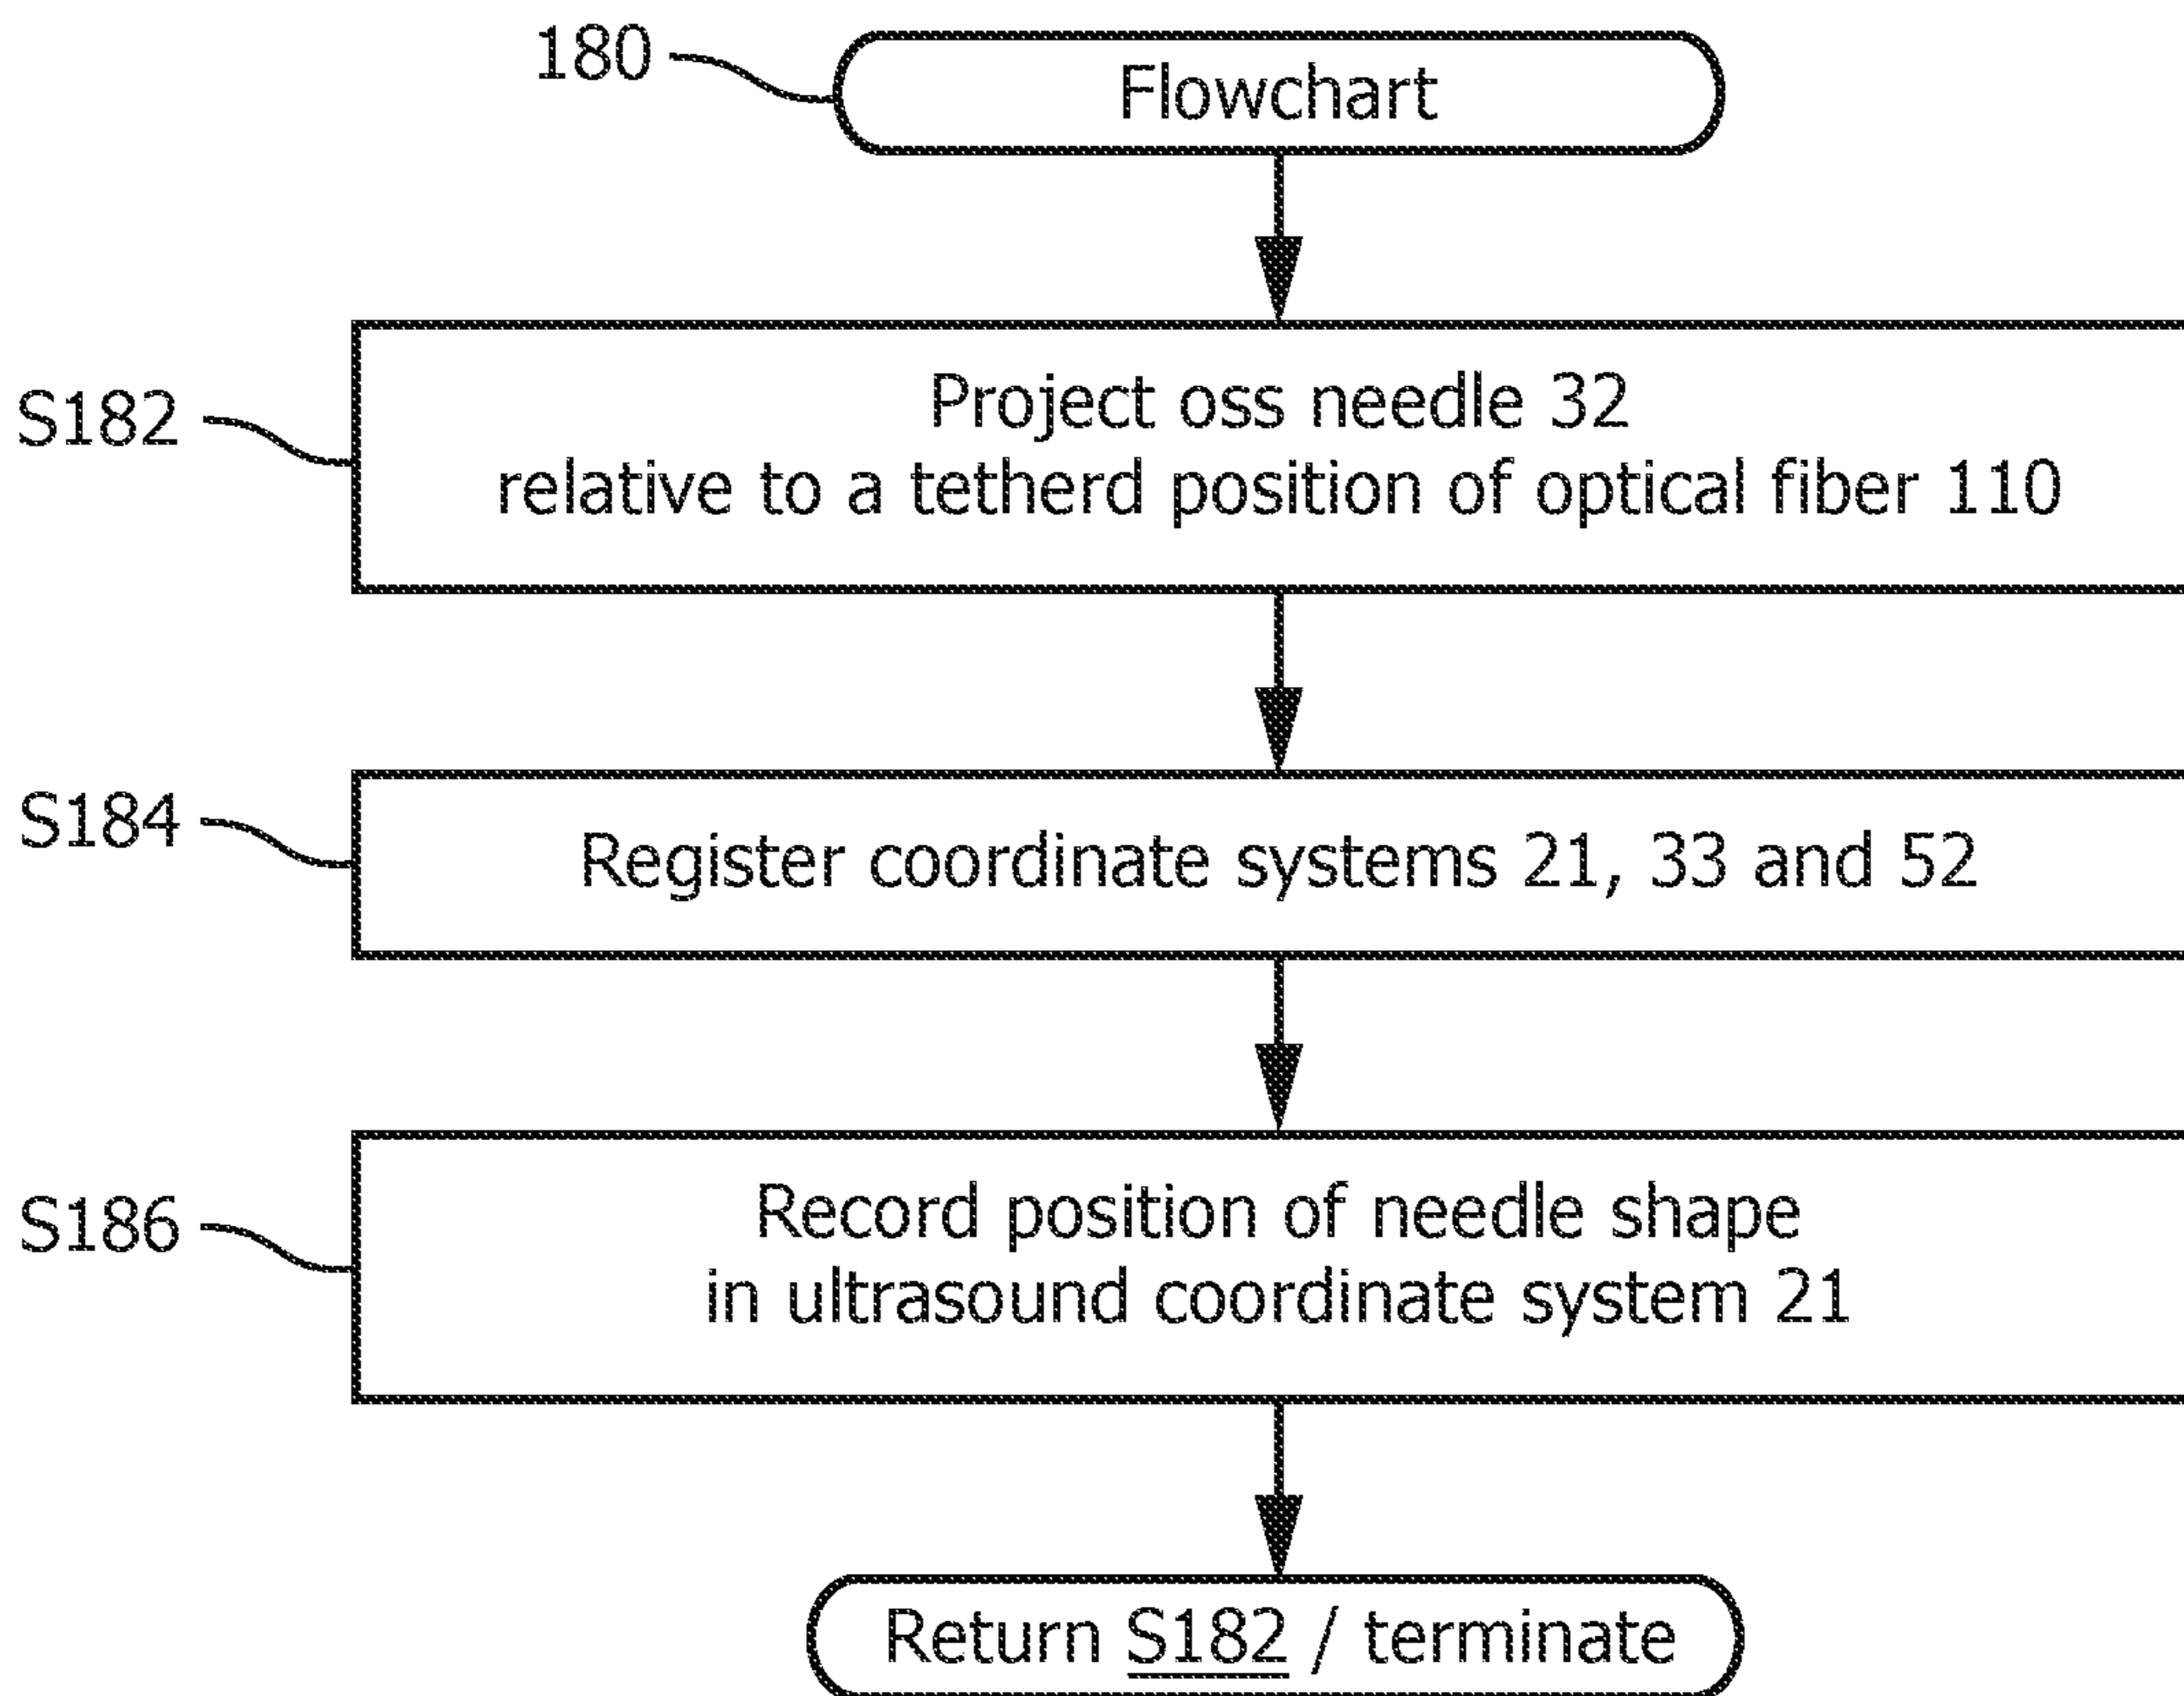 180
Flowchart
S182
Project oss needle 32
relative to a tetherd position of optical fiber 110
S184
Register coordinate systems 21, 33 and 52
S186
Record position of needle shape
in ultrasound coordinate system 21
Return S182 / terminate